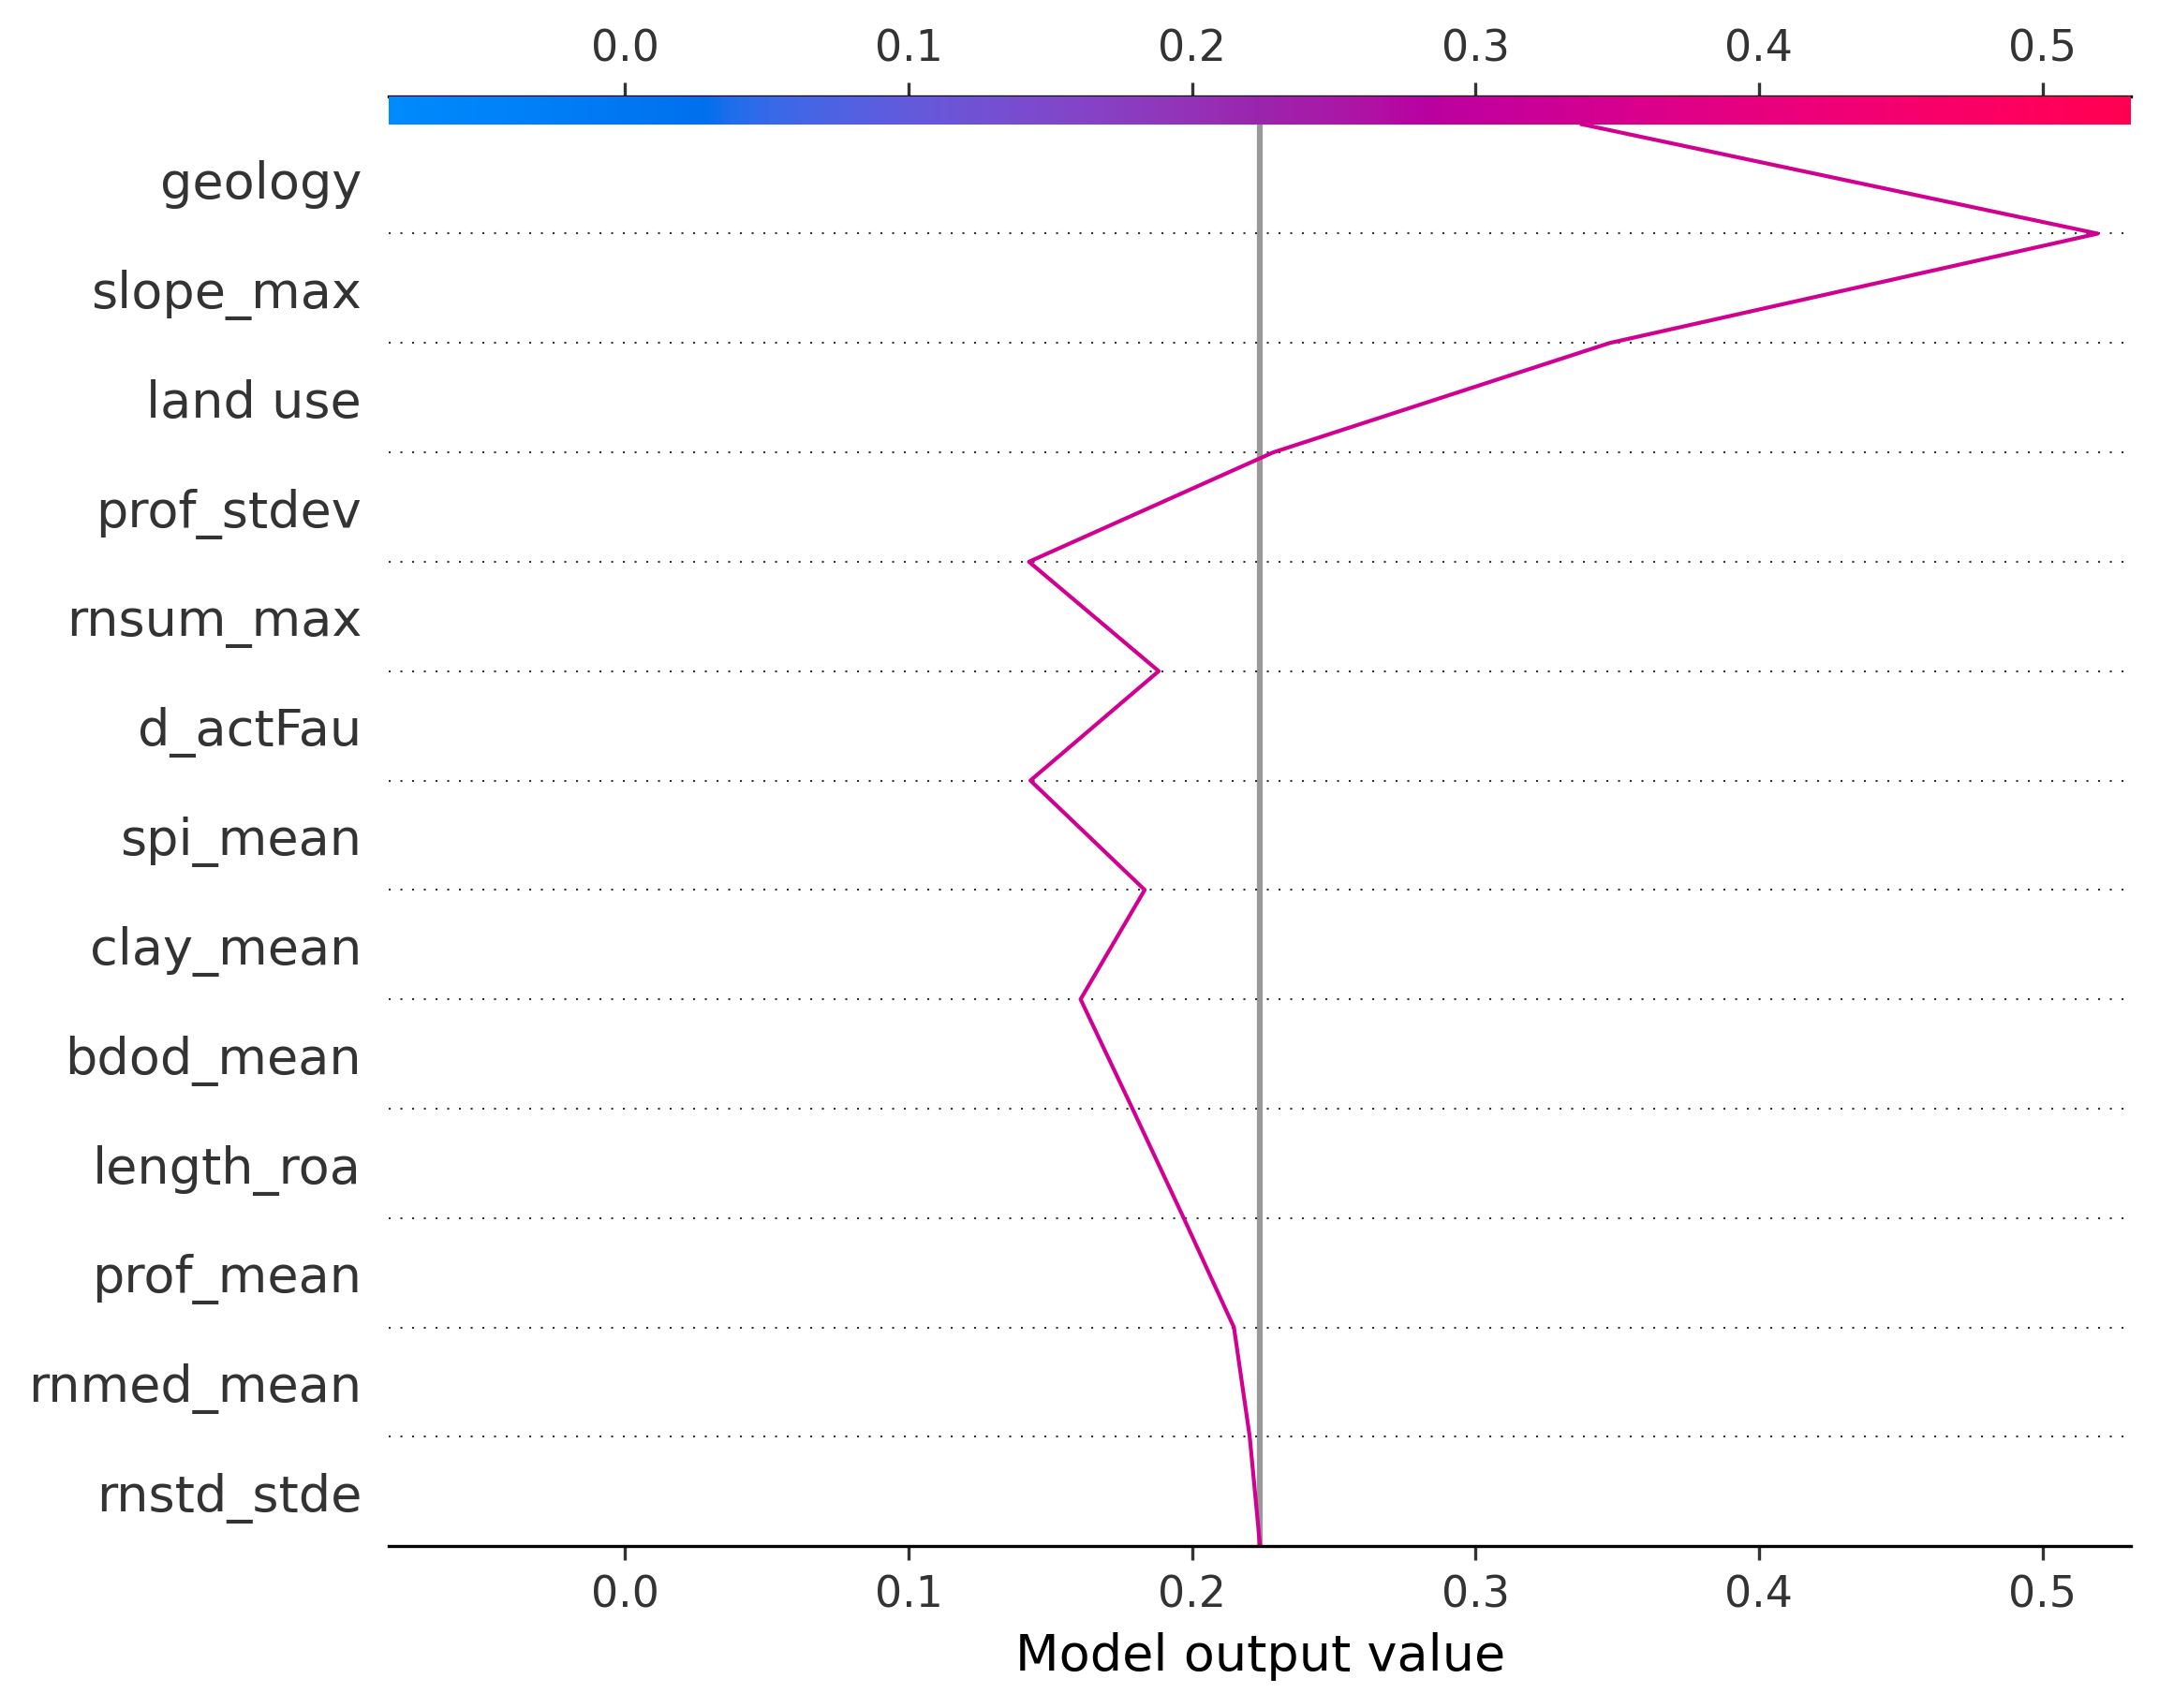 0.0 0.1 0.2 0.3 0.4 0.5
geology
slope_max
land use
prof_stdev
rnsum_max
d_actFau
spi_mean
clay_mean
bdod_mean
length_roa
prof_mean
rnmed_mean
rnstd_stde
0.0 0.1 0.2 0.3 0.4 0.5
Model output value